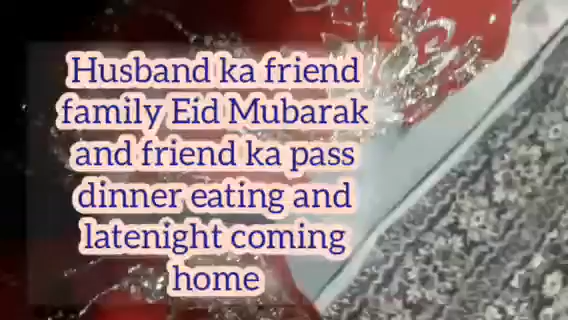 Husband ka friend
family Eid Mubarak
and friend ka pass
dinner eating and
latenight coming
home